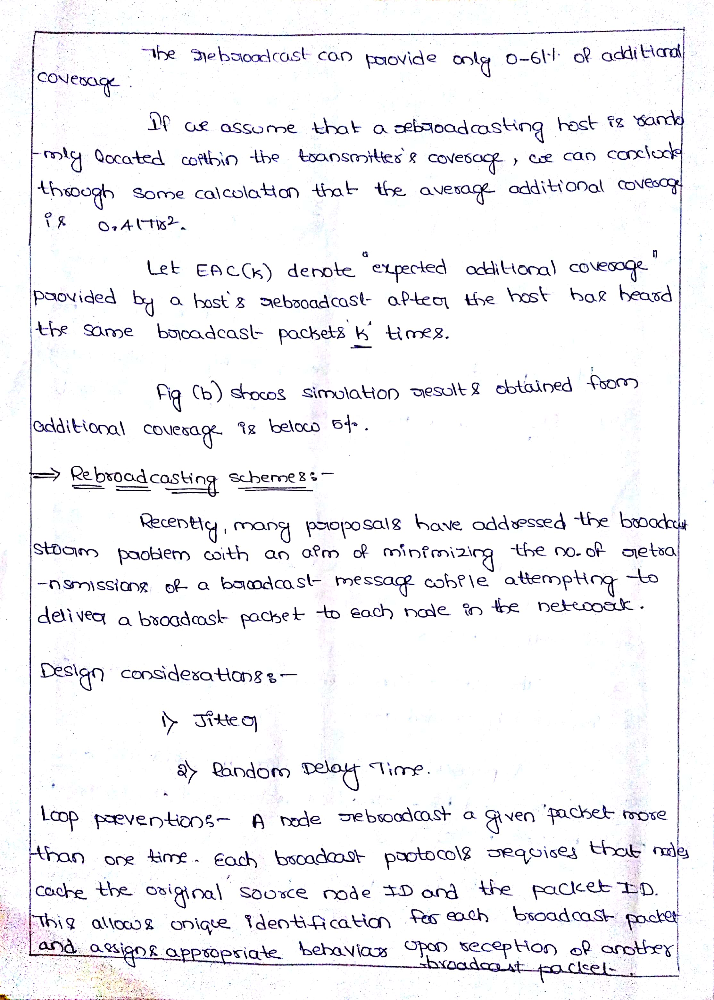 The rebroadcast can provide only 0-61% of additional
coverage.
If we assume that a rebroadcasting host is rando
-mly located within the transmitter's coverage, we can conclude
through some calculation that the average additional coverage
is 0.41πr².
Let EAC(k) denote "expected additional coverage"
provided by a host's rebroadcast after the host has heard
the same broadcast packets 'k' times.
Fig (b) shows simulation results obtained from
additional coverage is below 5%.
⇒ Rebroadcasting schemes:-
Recently, many proposals have addressed the broadcast
storm problem with an aim of minimizing the no. of retra
-nsmissions of a broadcast message while attempting to
deliver a broadcast packet to each node in the network.
Design considerations:-
1) Jitter
2) Random Delay Time.
Loop prevention:- A node rebroadcast a given packet more
than one time. Each broadcast protocols requires that nodes
cache the original source node ID and the packet ID.
This allows unique identification for each broadcast packet
and assigns appropriate behavior upon reception of another
broadcast packet.